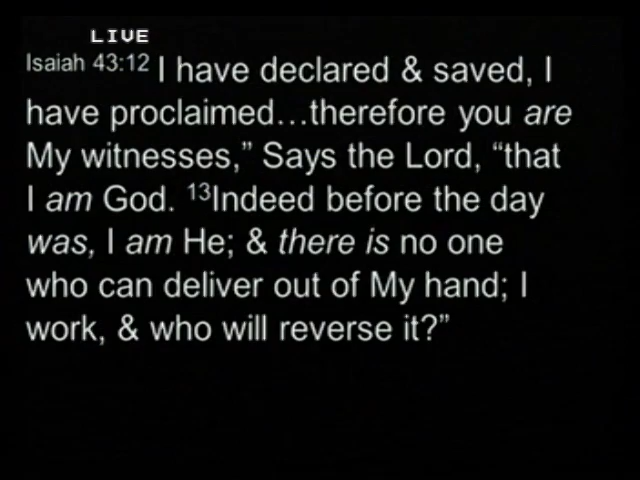 LIVE
Isaiah 43:12 I have declared & saved, I
have proclaimed…therefore you are
My witnesses,” Says the Lord, “that
I am God. 13Indeed before the day
was, I am He; & there is no one
who can deliver out of My hand; I
work, & who will reverse it?”